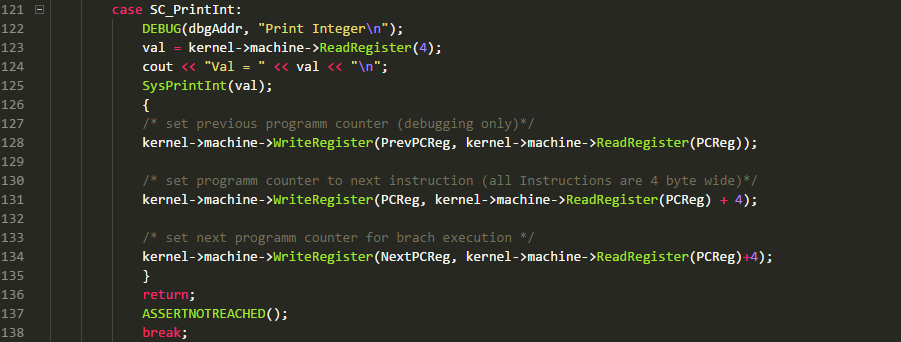 121 case SC_PrintInt:
122 DEBUG(dbgAddr, "Print Integer\n");
123 val = kernel->machine->ReadRegister(4);
124 cout << "Val = " << val << "\n";
125 SysPrintInt(val);
126 {
127 /* set previous programm counter (debugging only)*/
128 kernel->machine->WriteRegister(PrevPCReg, kernel->machine->ReadRegister(PCReg));
129
130 /* set programm counter to next instruction (all Instructions are 4 byte wide)*/
131 kernel->machine->WriteRegister(PCReg, kernel->machine->ReadRegister(PCReg) + 4);
132
133 /* set next programm counter for brach execution */
134 kernel->machine->WriteRegister(NextPCReg, kernel->machine->ReadRegister(PCReg)+4);
135 }
136 return;
137 ASSERTNOTREACHED();
138 break;